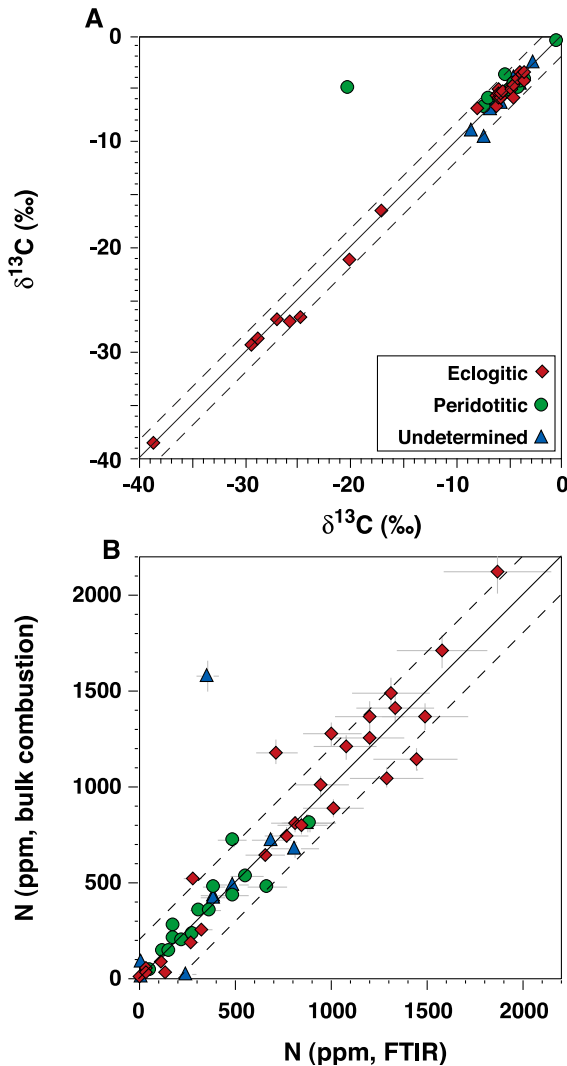 A
0
-10
-20
-30
-40
δ13C (‰)
Eclogitic
Peridotitic
Undetermined
-40 -30 -20 -10 0
δ13C (‰)
B
2000
1500
1000
500
0
N (ppm, bulk combustion)
0 500 1000 1500 2000
N (ppm, FTIR)